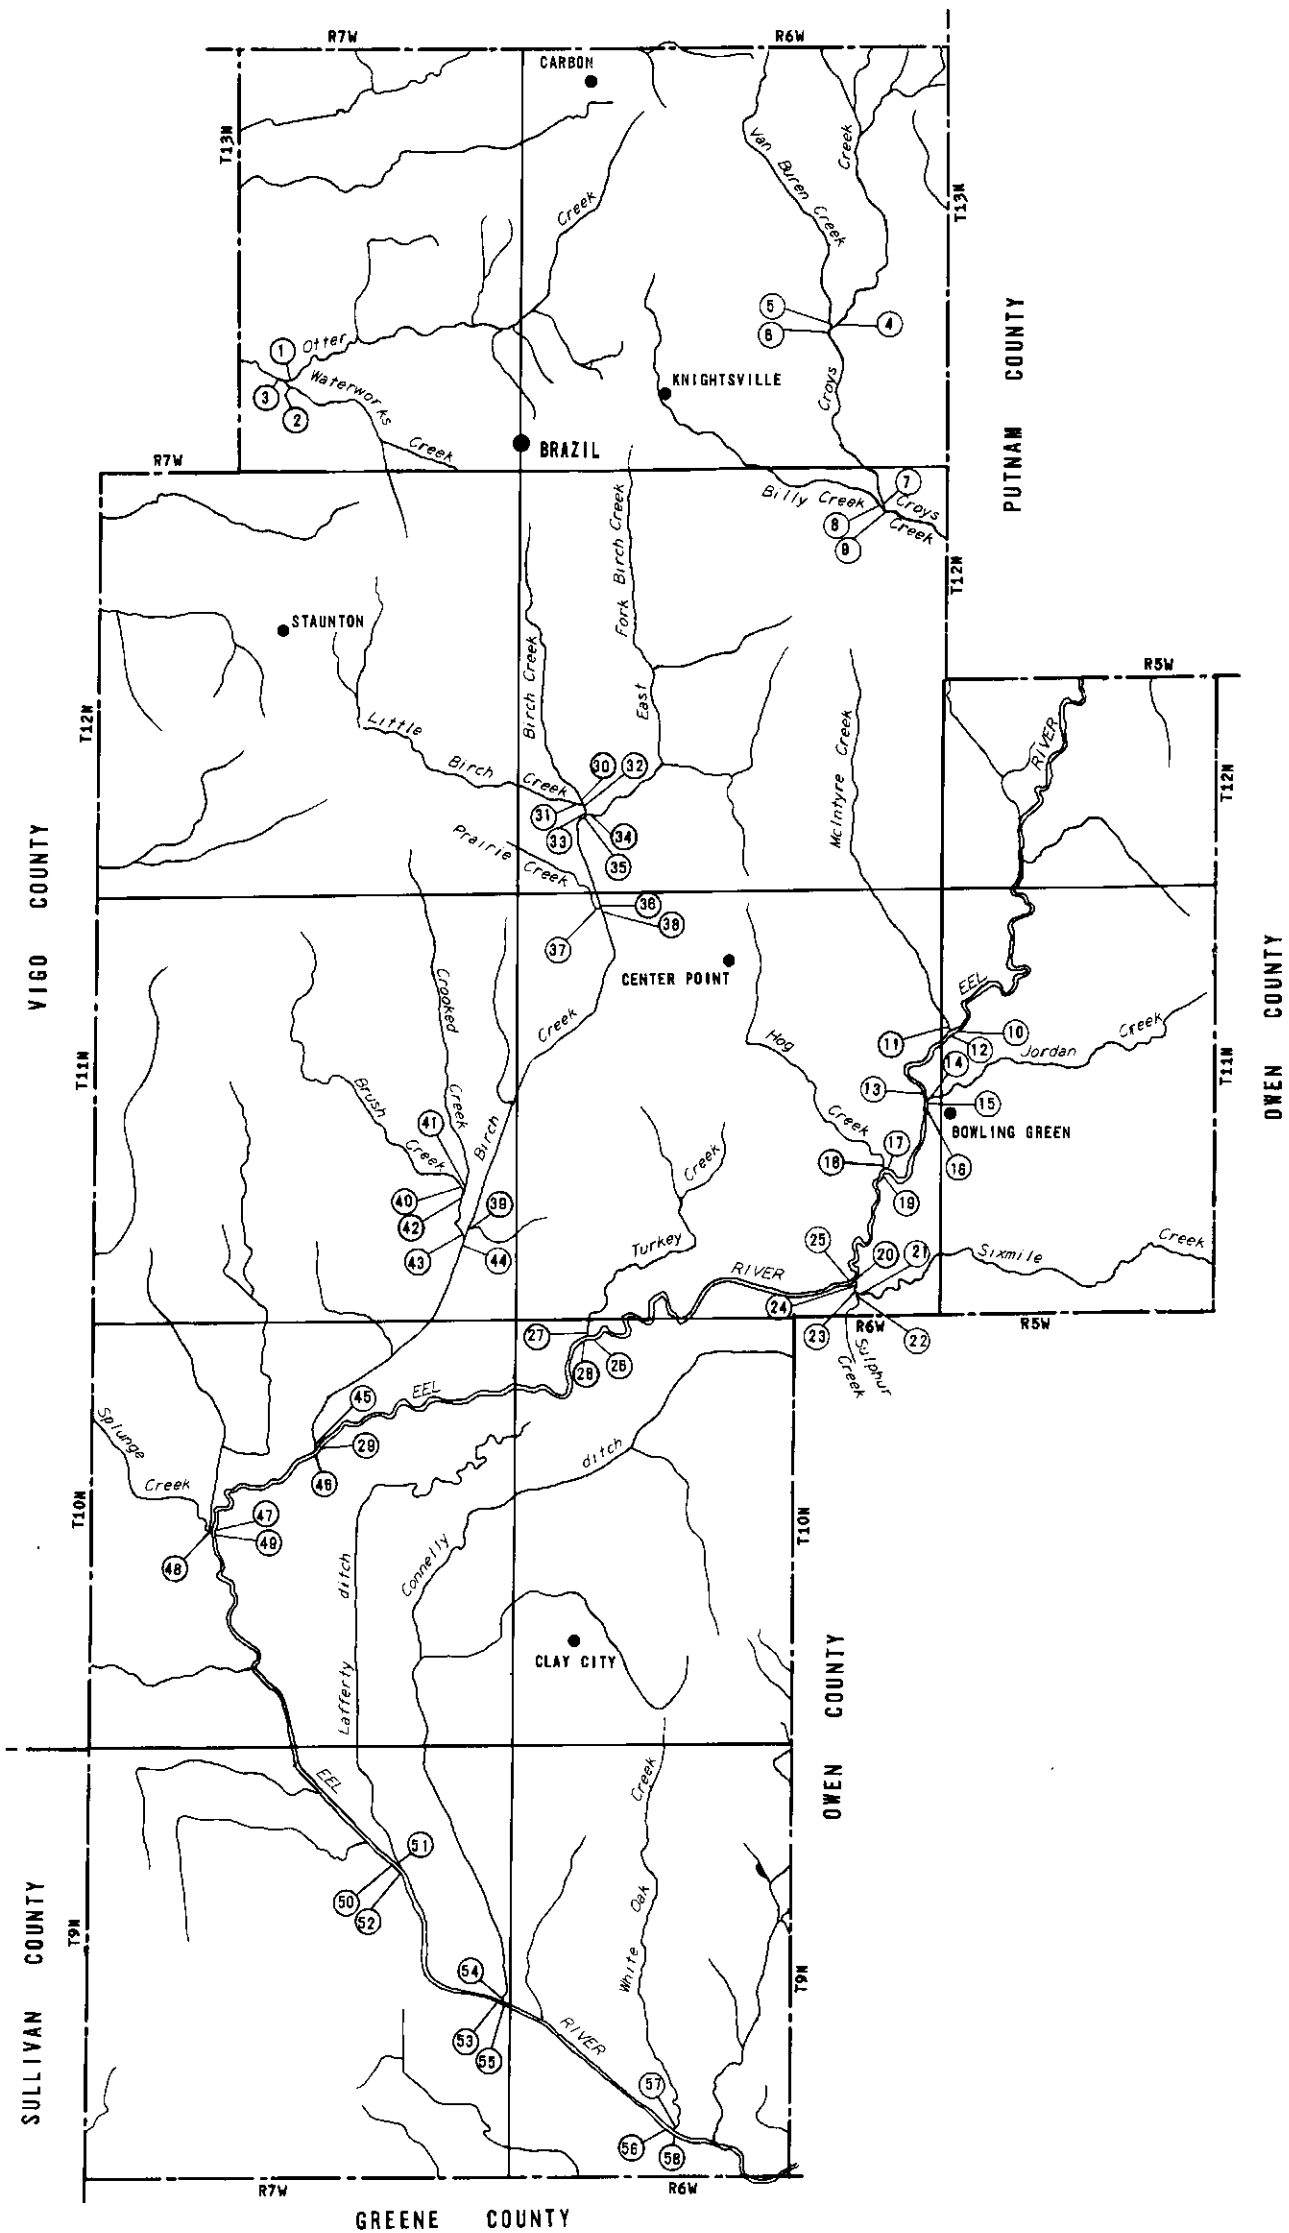 R7W
R6W
CARBON
T13N
Van Buren Creek
Creek
T13N
Creek
5
4
6
PUTNAM COUNTY
1
Otter
3
Waterworks
2
Creek
KNIGHTSVILLE
Croys
BRAZIL
R7W
7
Billy Creek
Croys
Creek
8
9
Fork Birch Creek
East
T12N
STAUNTON
Birch Creek
R5W
T12N
Little
Birch
Creek
McIntyre Creek
RIVER
T12N
30
32
31
33
34
35
Prairie
Creek
VIGO COUNTY
36
38
37
CENTER POINT
Crooked
Creek
Creek
EEL
OWEN COUNTY
Hog
Creek
11
10
12
Jordan
Creek
14
T11N
T11N
13
15
BOWLING GREEN
Brush
Creek
41
Birch
Creek
17
18
16
19
40
42
39
43
44
Turkey
RIVER
25
20
21
Sixmile
Creek
24
23
R6W
22
R5W
Sulphur
Creek
27
28
26
EEL
45
29
46
Splunge
Creek
ditch
Connelly
T10N
T10N
47
49
48
Lafferty
ditch
CLAY CITY
OWEN COUNTY
EEL
Creek
Oak
White
51
50
52
SULLIVAN COUNTY
T9N
T9N
54
53
55
RIVER
57
56
58
R7W
R6W
GREENE COUNTY